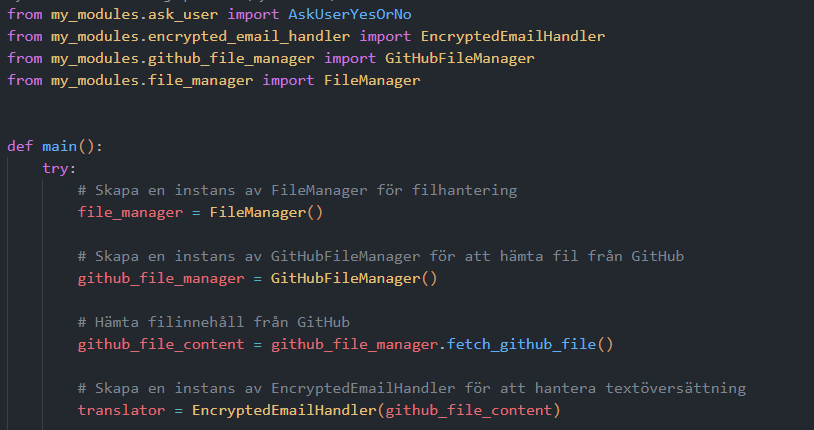 from my_modules.ask_user import AskUserYesOrNo
from my_modules.encrypted_email_handler import EncryptedEmailHandler
from my_modules.github_file_manager import GitHubFileManager
from my_modules.file_manager import FileManager
def main():
try:
# Skapa en instans av FileManager för filhantering
file_manager = FileManager()
# Skapa en instans av GitHubFileManager för att hämta fil från GitHub
github_file_manager = GitHubFileManager()
# Hämta filinnehåll från GitHub
github_file_content = github_file_manager.fetch_github_file()
# Skapa en instans av EncryptedEmailHandler för att hantera textöversättning
translator = EncryptedEmailHandler(github_file_content)